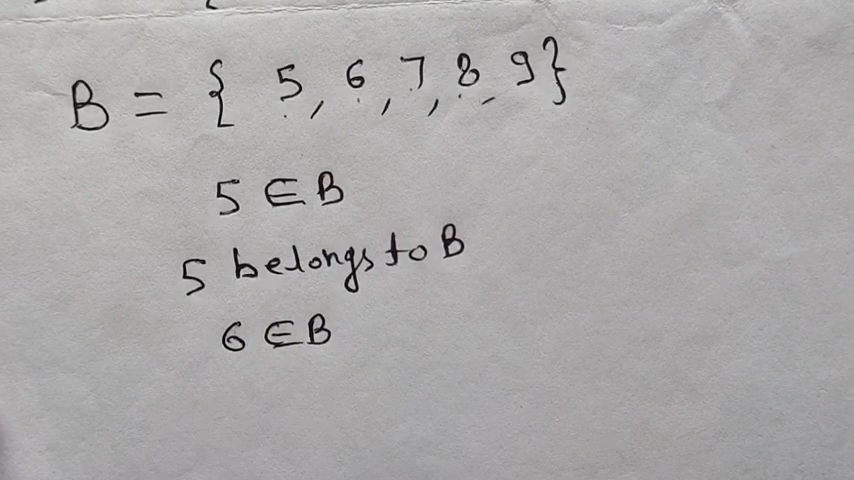 B = { 5, 6, 7, 8, 9}
5 ∈ B
5 belongs to B
6 ∈ B